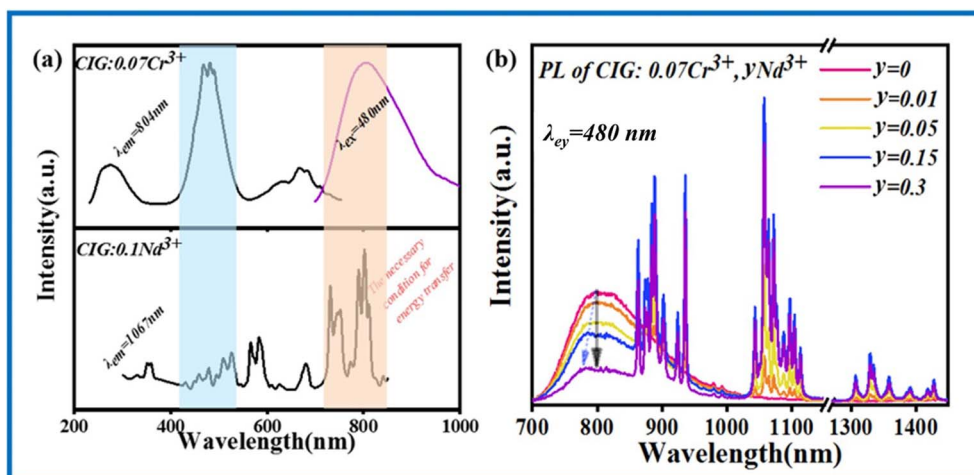 (a)
CIG:0.07Cr³⁺
λem=804nm
λex=480nm
CIG:0.1Nd³⁺
λem=1067nm
The necessary
condition for
energy transfer
Intensity(a.u.)
200 400 600 800 1000
Wavelength(nm)
(b)
PL of CIG: 0.07Cr³⁺, yNd³⁺
λey=480 nm
y=0
y=0.01
y=0.05
y=0.15
y=0.3
Intensity(a.u.)
700 800 900 1000 1100 1300 1400
Wavelength(nm)